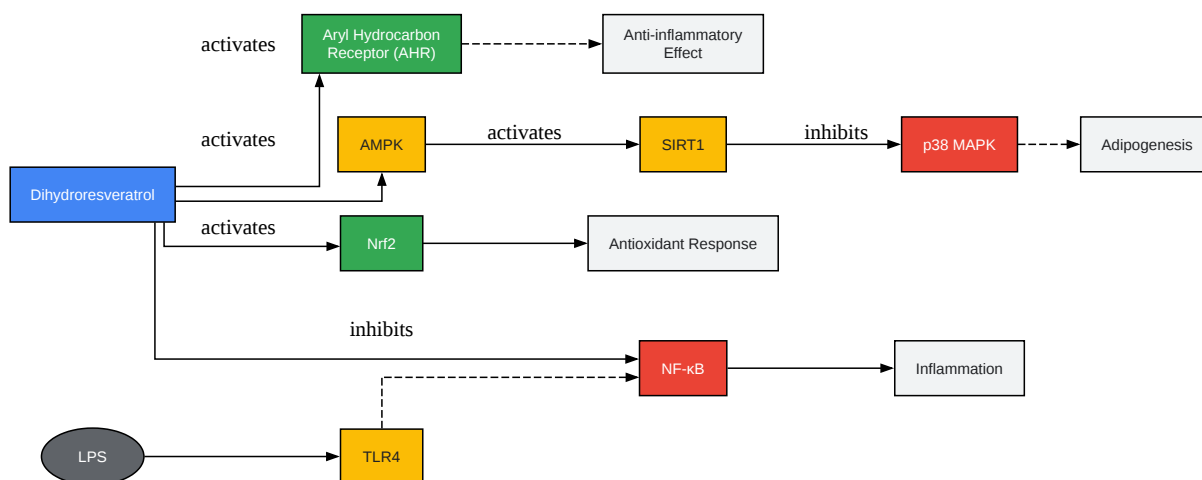 activates
Aryl Hydrocarbon
Receptor (AHR)
Anti-inflammatory
Effect
activates
AMPK
activates
SIRT1
inhibits
p38 MAPK
Adipogenesis
Dihydroresveratrol
activates
Nrf2
Antioxidant Response
inhibits
NF-κB
Inflammation
LPS
TLR4